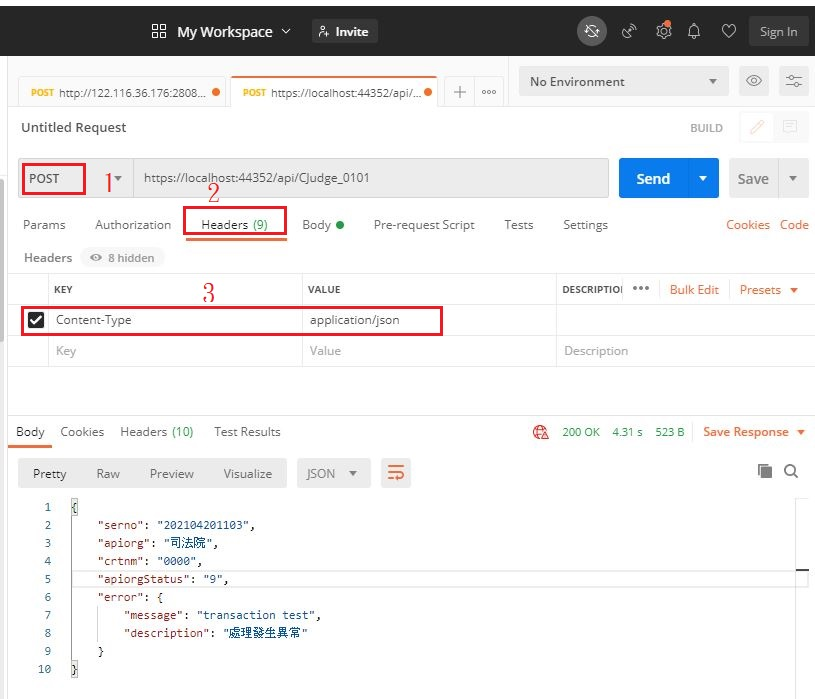 My Workspace Invite Sign In
POST http://122.116.36.176:2808... POST https://localhost:44352/api/... No Environment
Untitled Request BUILD
POST 1 https://localhost:44352/api/CJudge_0101 Send Save
2
Params Authorization Headers (9) Body Pre-request Script Tests Settings Cookies Code
Headers 8 hidden
3
KEY VALUE DESCRIPTION Bulk Edit Presets
Content-Type application/json
Key Value Description
Body Cookies Headers (10) Test Results 200 OK 4.31 s 523 B Save Response
Pretty Raw Preview Visualize JSON
1 {
2 "serno": "202104201103",
3 "apiorg": "司法院",
4 "crtnm": "0000",
5 "apiorgStatus": "9",
6 "error": {
7 "message": "transaction test",
8 "description": "處理發生異常"
9 }
10 }